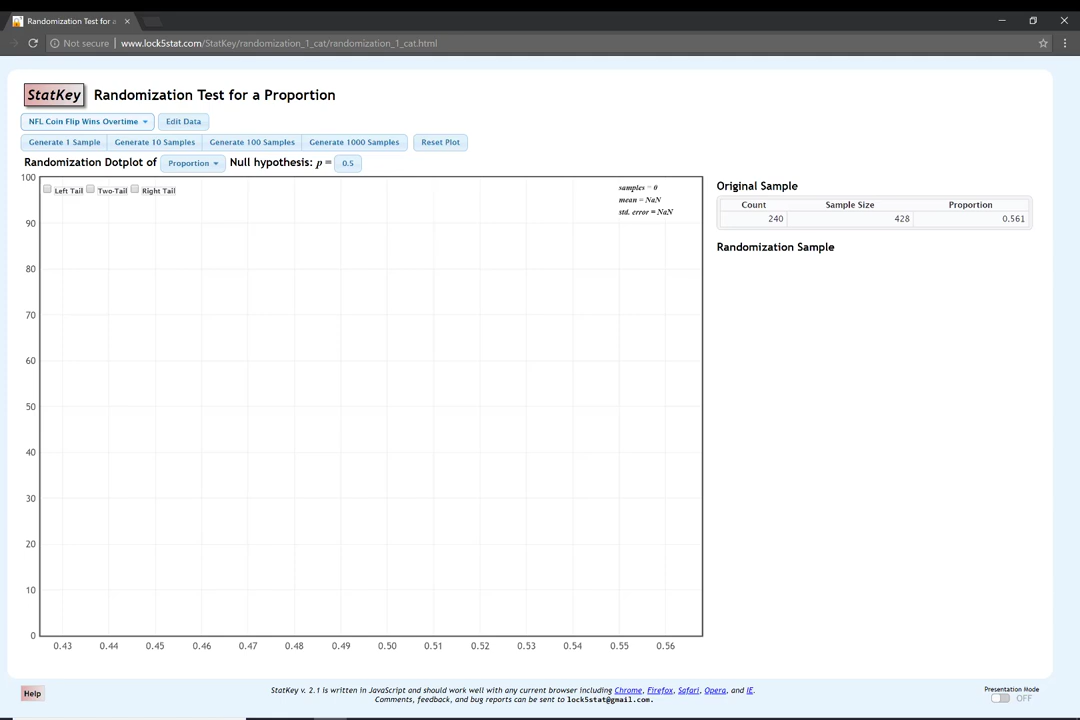 Randomization Test for a
Not secure | www.lock5stat.com/StatKey/randomization_1_cat/randomization_1_cat.html
StatKey Randomization Test for a Proportion
NFL Coin Flip Wins Overtime Edit Data
Generate 1 Sample Generate 10 Samples Generate 100 Samples Generate 1000 Samples Reset Plot
Randomization Dotplot of Proportion Null hypothesis: p = 0.5
Left Tail Two-Tail Right Tail
samples = 0
mean = NaN
std. error = NaN
100
90
80
70
60
50
40
30
20
10
0
0.43 0.44 0.45 0.46 0.47 0.48 0.49 0.50 0.51 0.52 0.53 0.54 0.55 0.56
Original Sample
Count Sample Size Proportion
240 428 0.561
Randomization Sample
Help
StatKey v. 2.1 is written in JavaScript and should work well with any current browser including Chrome, Firefox, Safari, Opera, and IE.
Comments, feedback, and bug reports can be sent to lock5stat@gmail.com.
Presentation Mode
OFF